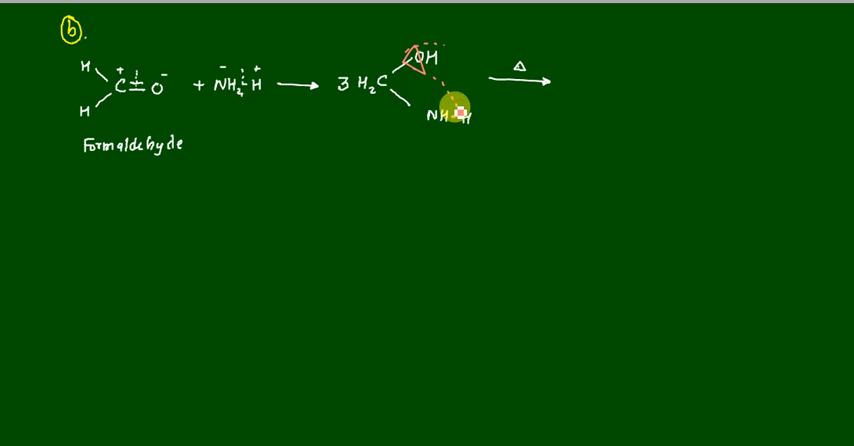 b.
H
H
C = O + NH₂ H → 3 H₂C
+ - - +
OH
NH H
Δ
Formaldehyde